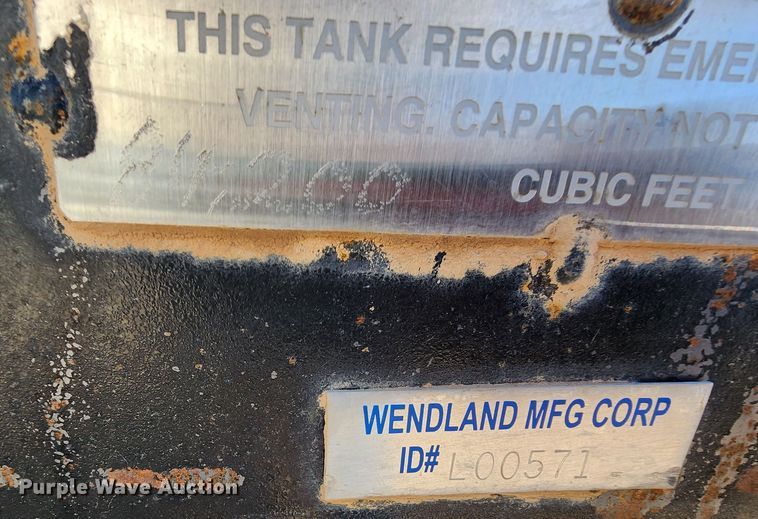 THIS TANK REQUIRES EMER
VENTING. CAPACITY NOT
CUBIC FEET
WENDLAND MFG CORP
ID# L00571
Purple Wave Auction